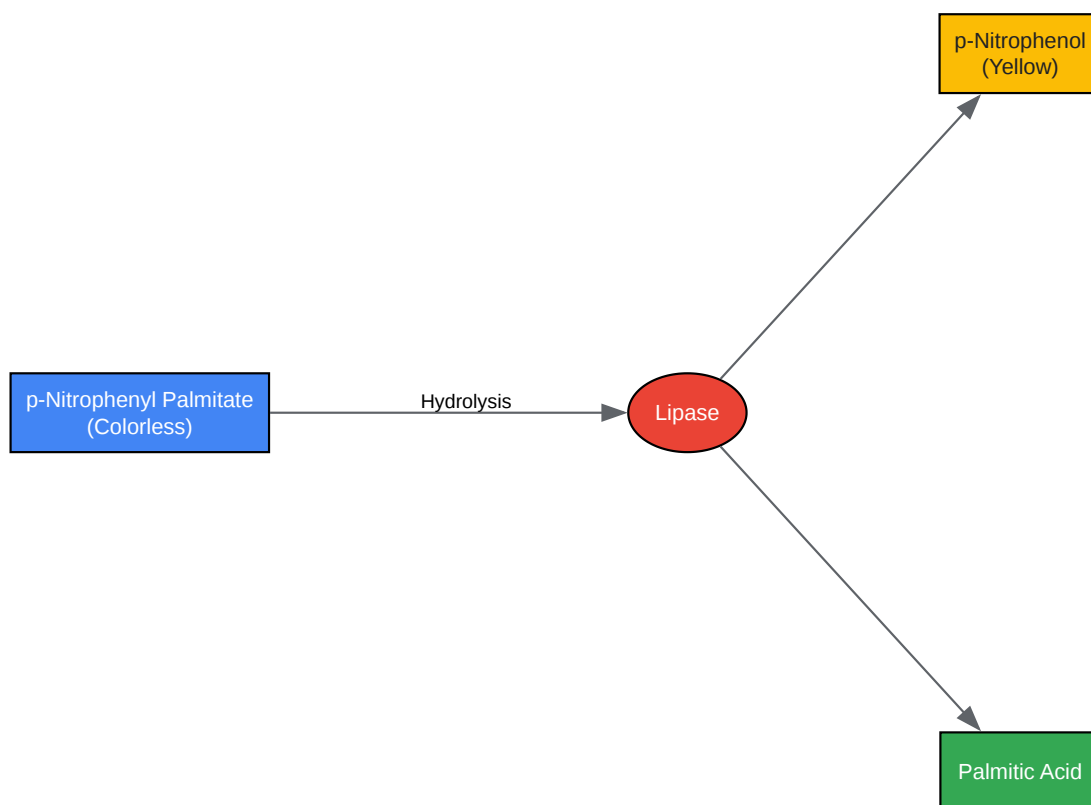 p-Nitrophenol
(Yellow)
p-Nitrophenyl Palmitate
(Colorless)
Hydrolysis
Lipase
Palmitic Acid